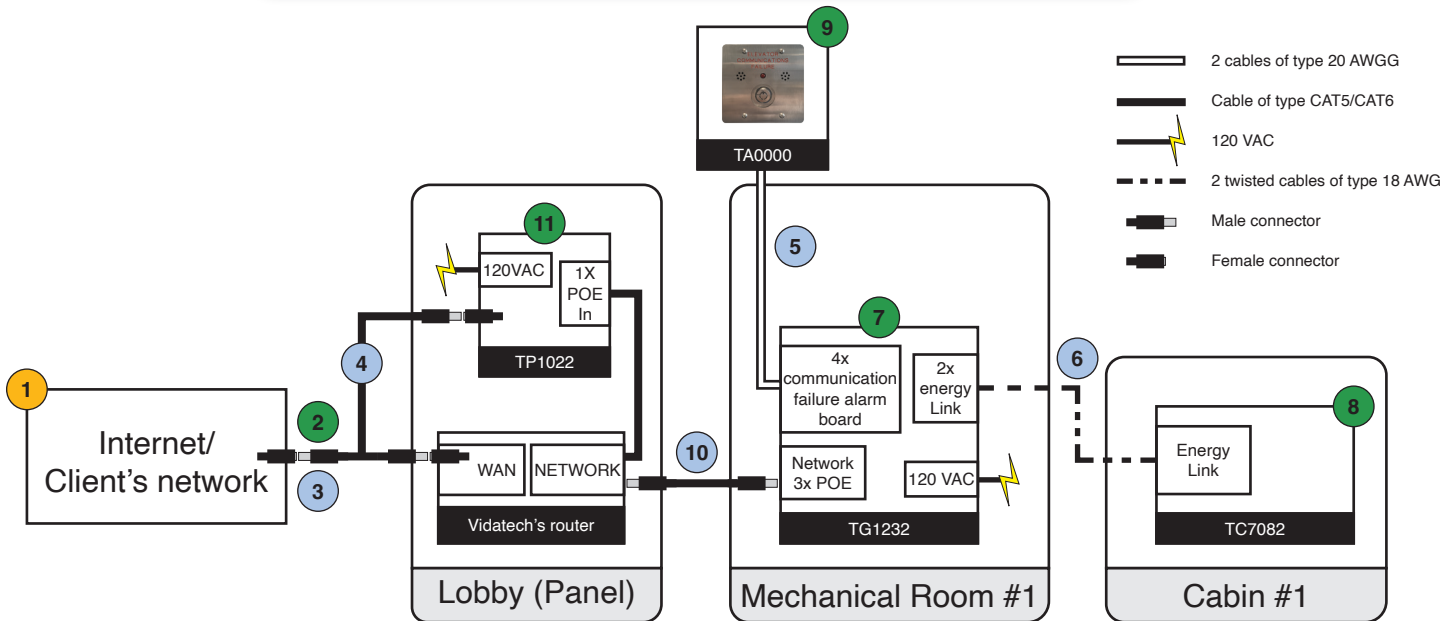 9
ELEVATOR
COMMUNICATIONS
FAILURE
TA0000
2 cables of type 20 AWGG
Cable of type CAT5/CAT6
120 VAC
2 twisted cables of type 18 AWG
Male connector
Female connector
1
Internet/
Client's network
2
3
4
11
120VAC
1X
POE
In
TP1022
WAN
NETWORK
Vidatech's router
Lobby (Panel)
10
5
7
4x
communication
failure alarm
board
2x
energy
Link
Network
3x POE
120 VAC
TG1232
Mechanical Room #1
6
8
Energy
Link
TC7082
Cabin #1